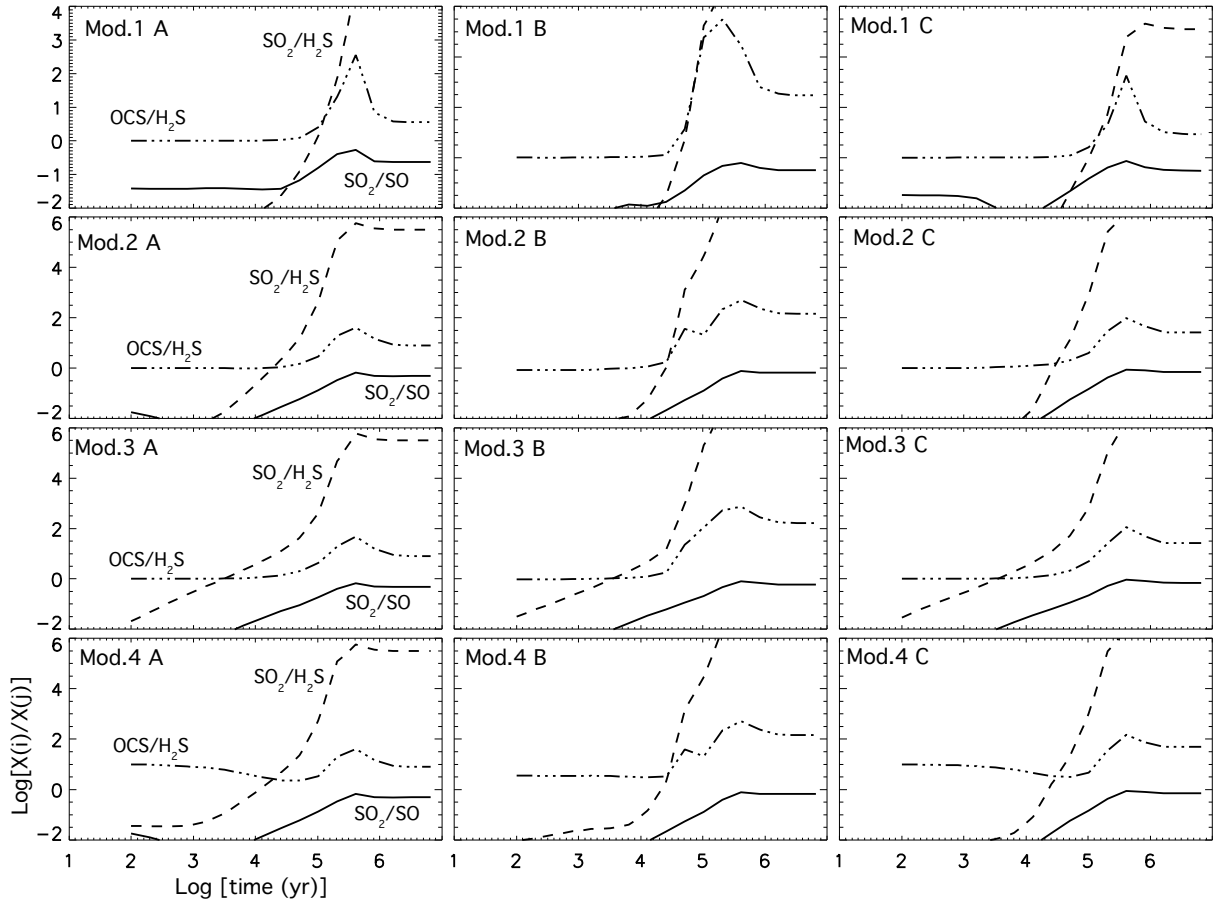 Mod.1 A
Mod.1 B
Mod.1 C
SO₂/H₂S
OCS/H₂S
SO₂/SO
4
3
2
1
0
−1
−2
Mod.2 A
Mod.2 B
Mod.2 C
SO₂/H₂S
OCS/H₂S
SO₂/SO
6
4
2
0
−2
Mod.3 A
Mod.3 B
Mod.3 C
SO₂/H₂S
OCS/H₂S
SO₂/SO
6
4
2
0
−2
Mod.4 A
Mod.4 B
Mod.4 C
SO₂/H₂S
OCS/H₂S
SO₂/SO
6
4
2
0
−2
Log[X(i)/X(j)]
1 2 3 4 5 6 1 2 3 4 5 6 1 2 3 4 5 6
Log [time (yr)]